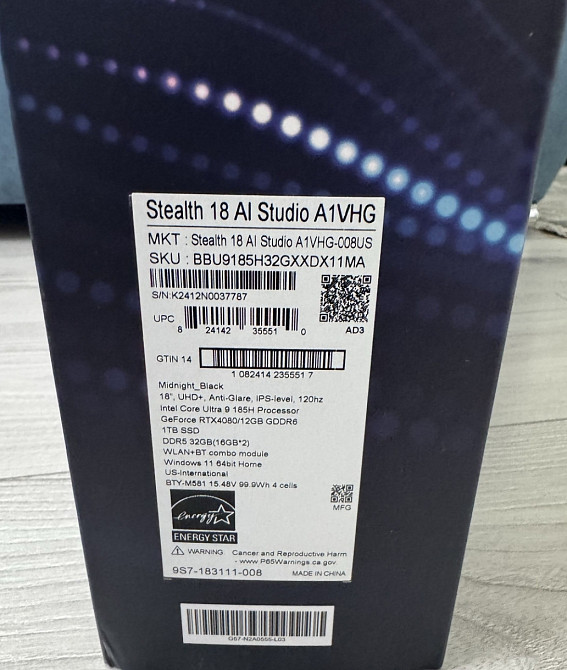 Stealth 18 AI Studio A1VHG
MKT : Stealth 18 AI Studio A1VHG-008US
SKU : BBU9185H32GXXDX11MA
S/N:K2412N0037787
UPC
8 24142 35551 0
AD3
GTIN 14
1 082414 235551 7
Midnight_Black
18", UHD+, Anti-Glare, IPS-level, 120hz
Intel Core Ultra 9 185H Processor
GeForce RTX4080/12GB GDDR6
1TB SSD
DDR5 32GB(16GB*2)
WLAN+BT combo module
Windows 11 64bit Home
US-International
BTY-M581 15.48V 99.9Wh 4 cells
MFG
energy
ENERGY STAR
WARNING Cancer and Reproductive Harm
- www.P65Warnings.ca.gov
9S7-183111-008 MADE IN CHINA
G87-N2A0555-L03